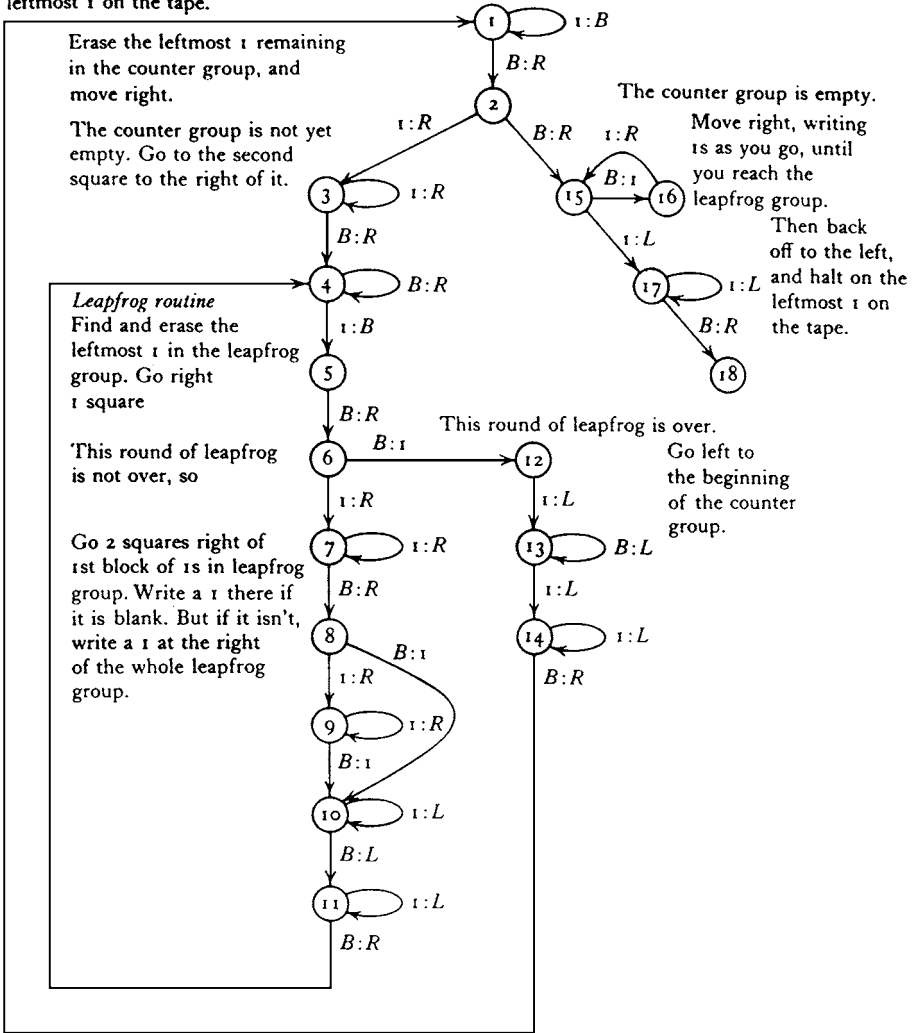 leftmost 1 on the tape.
1
1:B
Erase the leftmost 1 remaining
in the counter group, and
move right.
B:R
2
The counter group is empty.
The counter group is not yet
empty. Go to the second
square to the right of it.
1:R
B:R
1:R
Move right, writing
1s as you go, until
you reach the
leapfrog group.
3
1:R
15
B:1
16
B:R
1:L
Then back
off to the left,
and halt on the
leftmost 1 on
the tape.
4
B:R
17
1:L
Leapfrog routine
Find and erase the
leftmost 1 in the leapfrog
group. Go right
1 square
1:B
B:R
5
18
B:R
This round of leapfrog is over.
This round of leapfrog
is not over, so
6
B:1
12
Go left to
the beginning
of the counter
group.
1:R
1:L
Go 2 squares right of
1st block of 1s in leapfrog
group. Write a 1 there if
it is blank. But if it isn't,
write a 1 at the right
of the whole leapfrog
group.
7
1:R
13
B:L
B:R
1:L
8
B:1
14
1:L
1:R
B:R
9
1:R
B:1
10
1:L
B:L
11
1:L
B:R